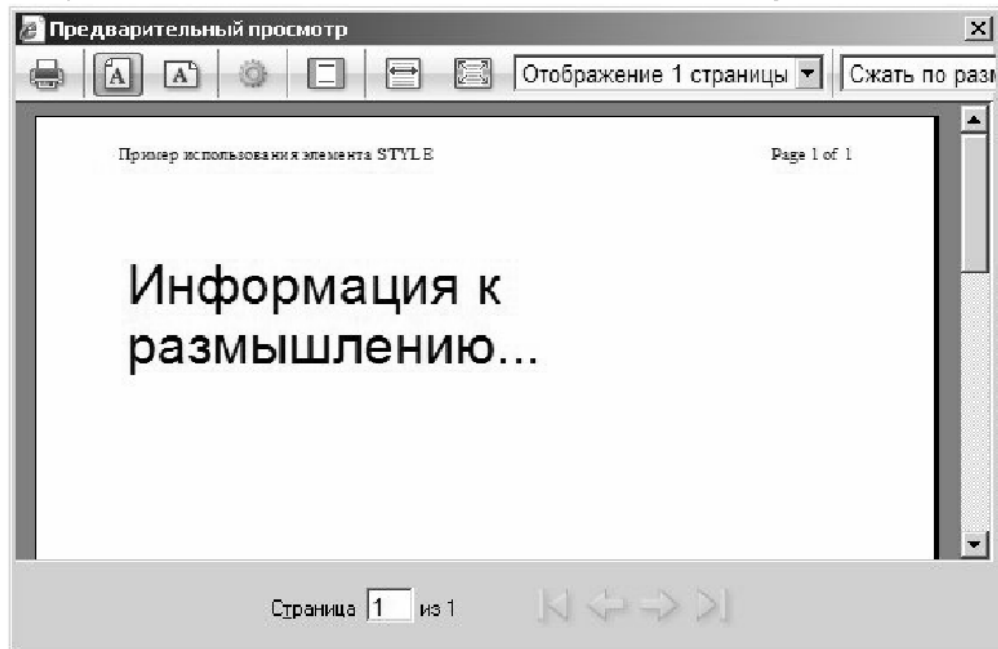 Предварительный просмотр
Отображение 1 страницы Сжать по разм
Пример использования элемента STYLE Page 1 of 1
Информация к
размышлению...
Страница 1 из 1